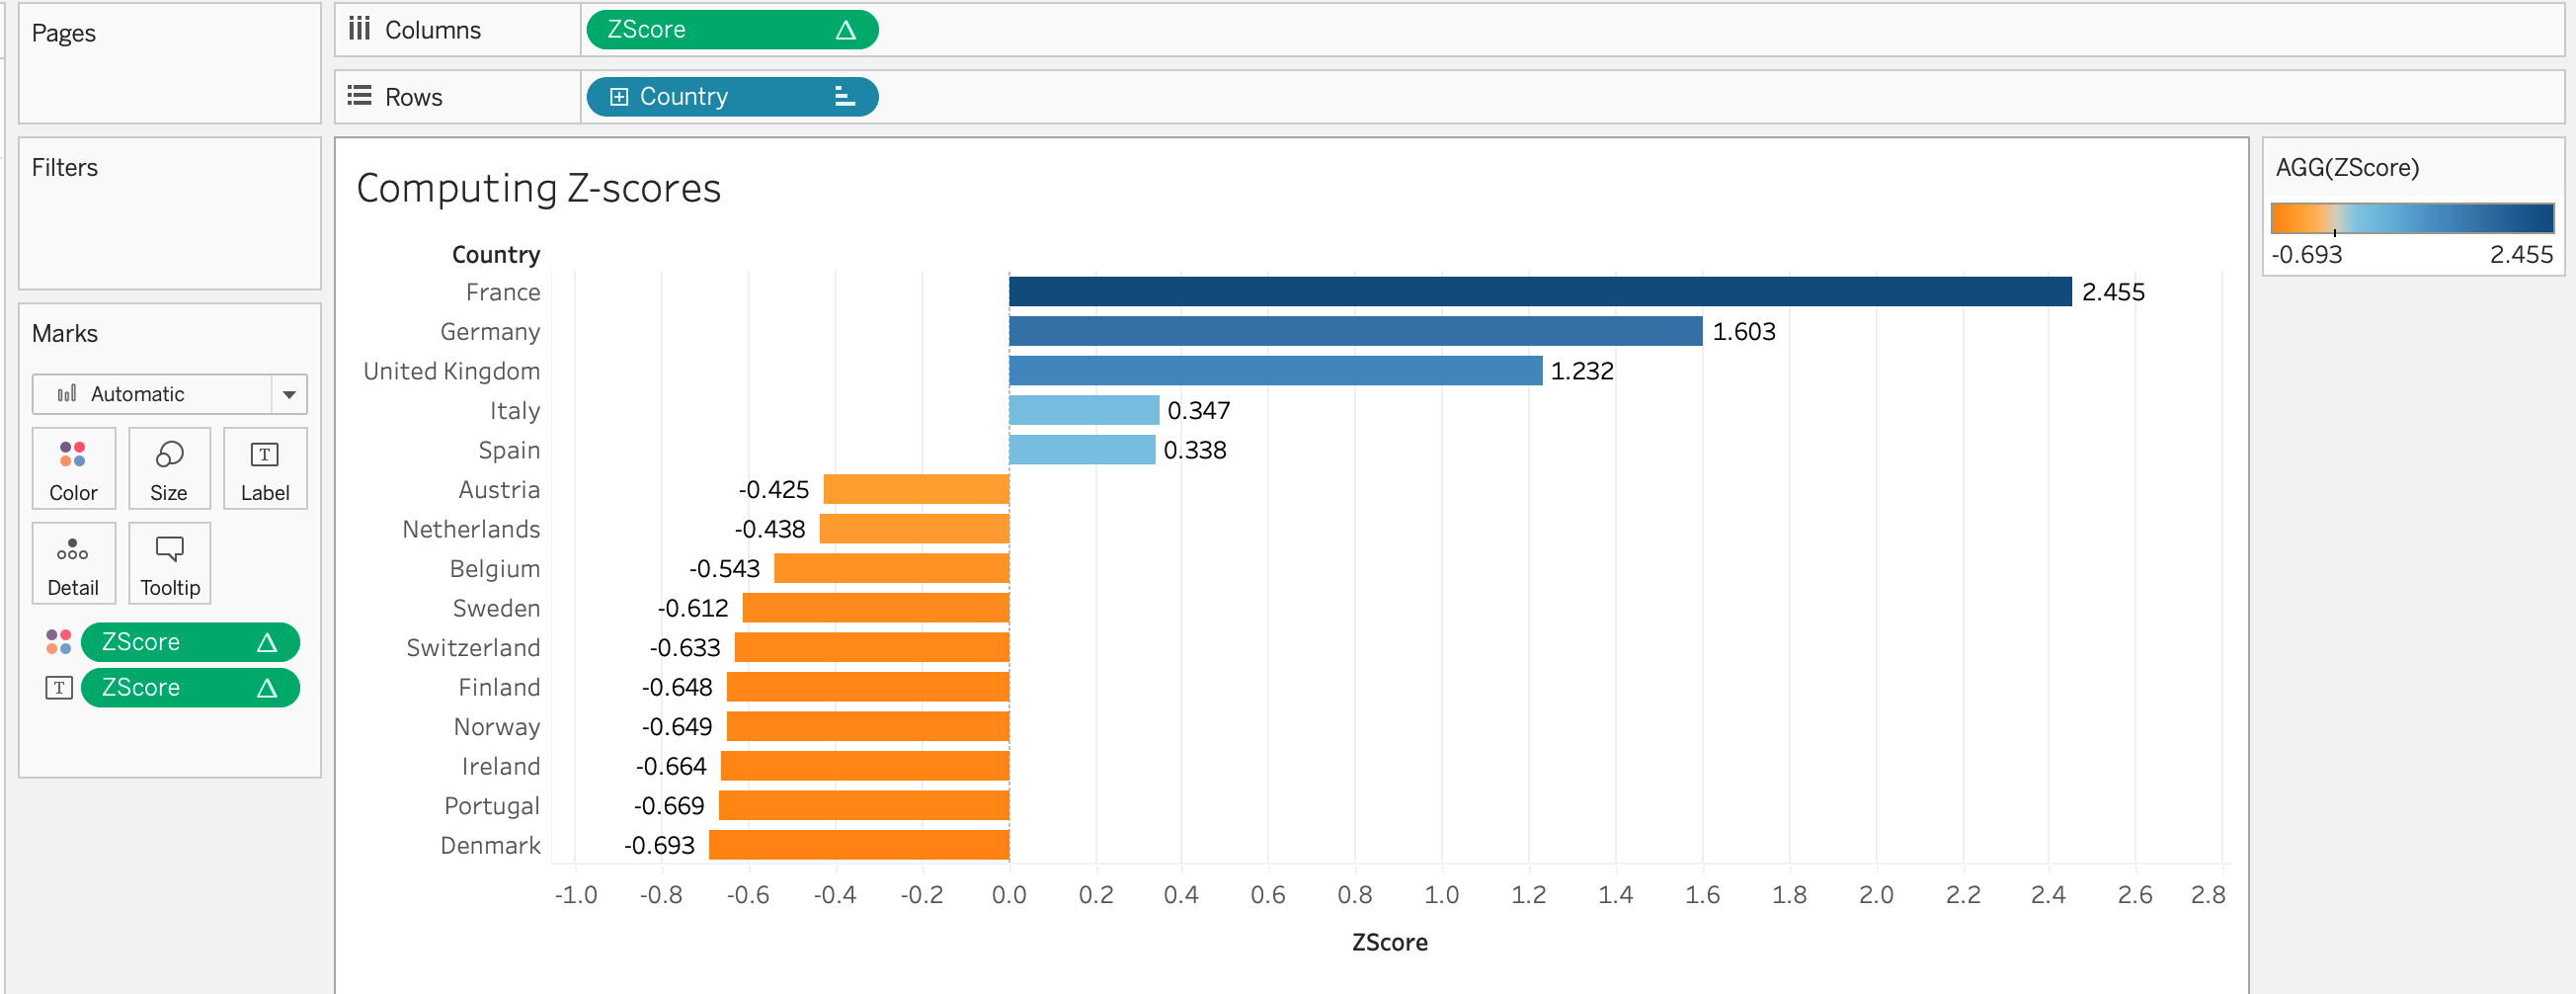 Pages
Columns
ZScore
Rows
Country
Filters
Marks
Automatic
Color
Size
Label
Detail
Tooltip
ZScore
T ZScore
Computing Z-scores
Country
France 2.455
Germany 1.603
United Kingdom 1.232
Italy 0.347
Spain 0.338
Austria -0.425
Netherlands -0.438
Belgium -0.543
Sweden -0.612
Switzerland -0.633
Finland -0.648
Norway -0.649
Ireland -0.664
Portugal -0.669
Denmark -0.693
-1.0 -0.8 -0.6 -0.4 -0.2 0.0 0.2 0.4 0.6 0.8 1.0 1.2 1.4 1.6 1.8 2.0 2.2 2.4 2.6 2.8
ZScore
AGG(ZScore)
-0.693 2.455